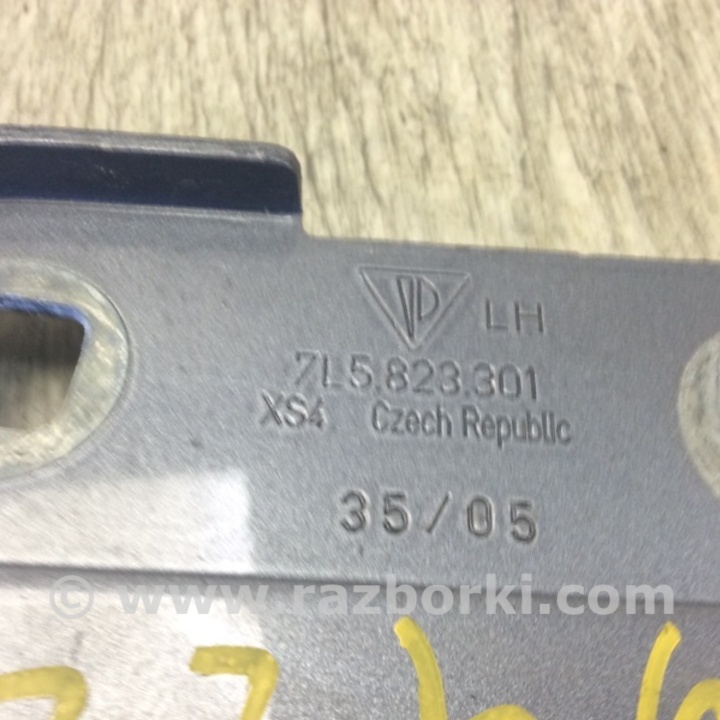 LH
7L5.823.301
XS4 Czech Republic
35/05
© www.razborki.com